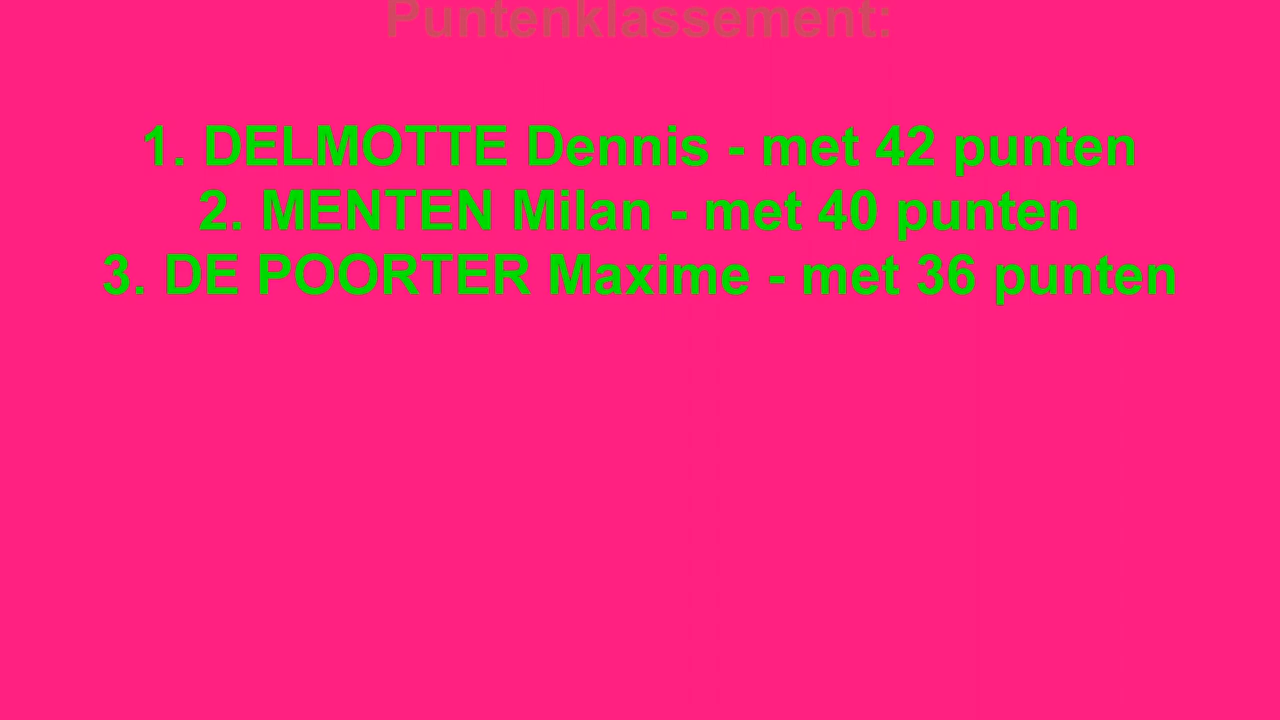 Puntenklassement:
1. DELMOTTE Dennis - met 42 punten
2. MENTEN Milan - met 40 punten
3. DE POORTER Maxime - met 36 punten